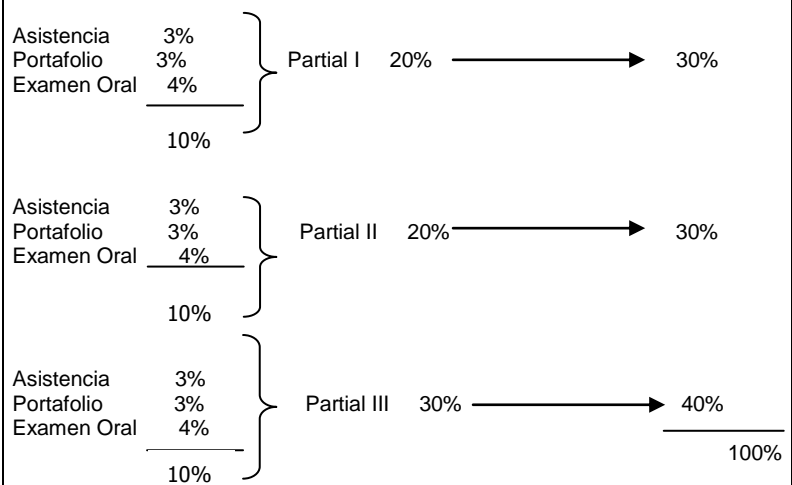 Asistencia 3%
Portafolio 3% Partial I 20% 30%
Examen Oral 4%
10%
Asistencia 3%
Portafolio 3% Partial II 20% 30%
Examen Oral 4%
10%
Asistencia 3%
Portafolio 3% Partial III 30% 40%
Examen Oral 4%
100%
10%